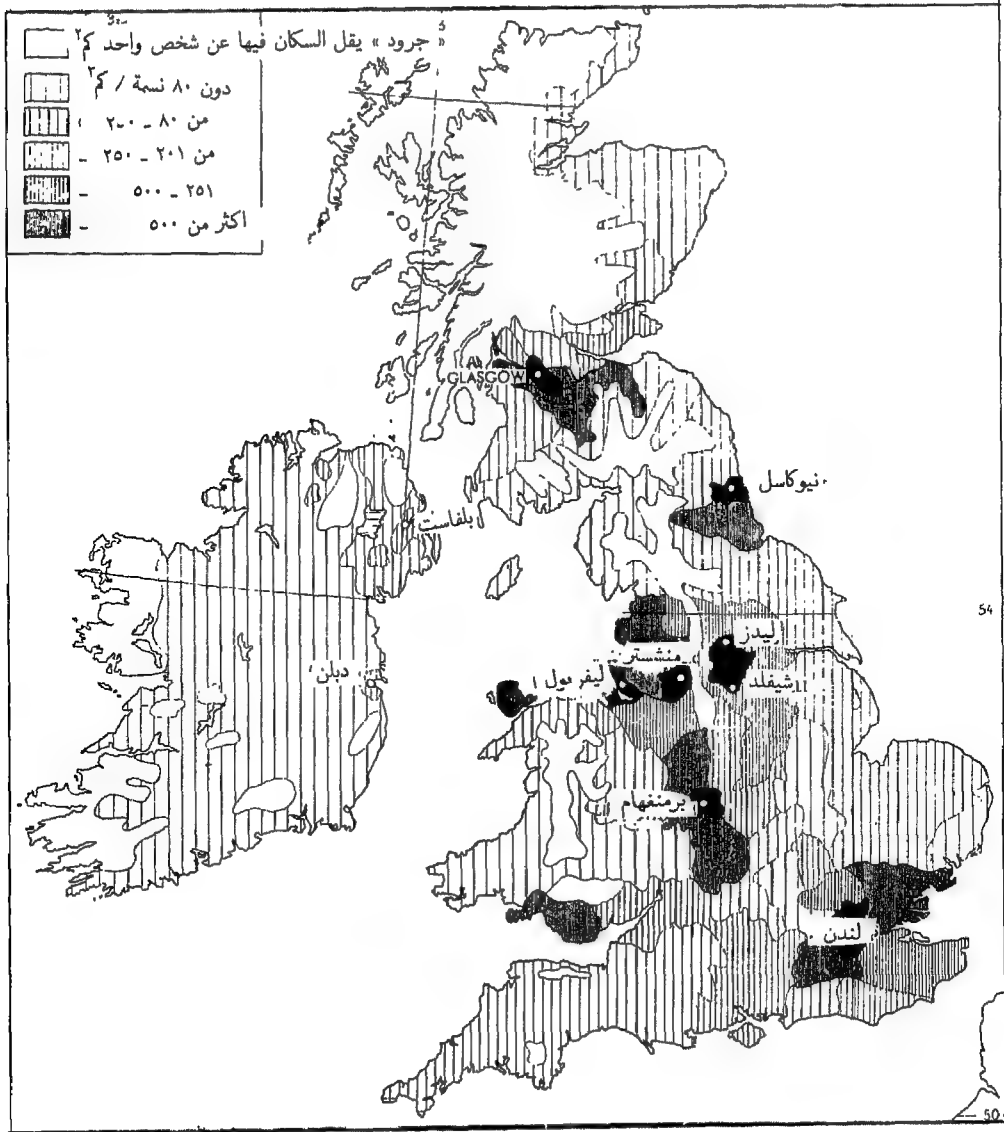 « جرود » يقل السكان فيها عن شخص واحد كم٢
دون ٨٠ نسمة / كم٢
من ٨٠ - ٢٠٠
من ٢٠١ - ٢٥٠ -
٢٥١ - ٥٠٠ -
اكثر من ٥٠٠ -
5
GLASGOW
نيوكاسل
بلفاست
54
ليدز
منشستر
ليفربول
شيفلد
دبلن
برمنغهام
لندن
50